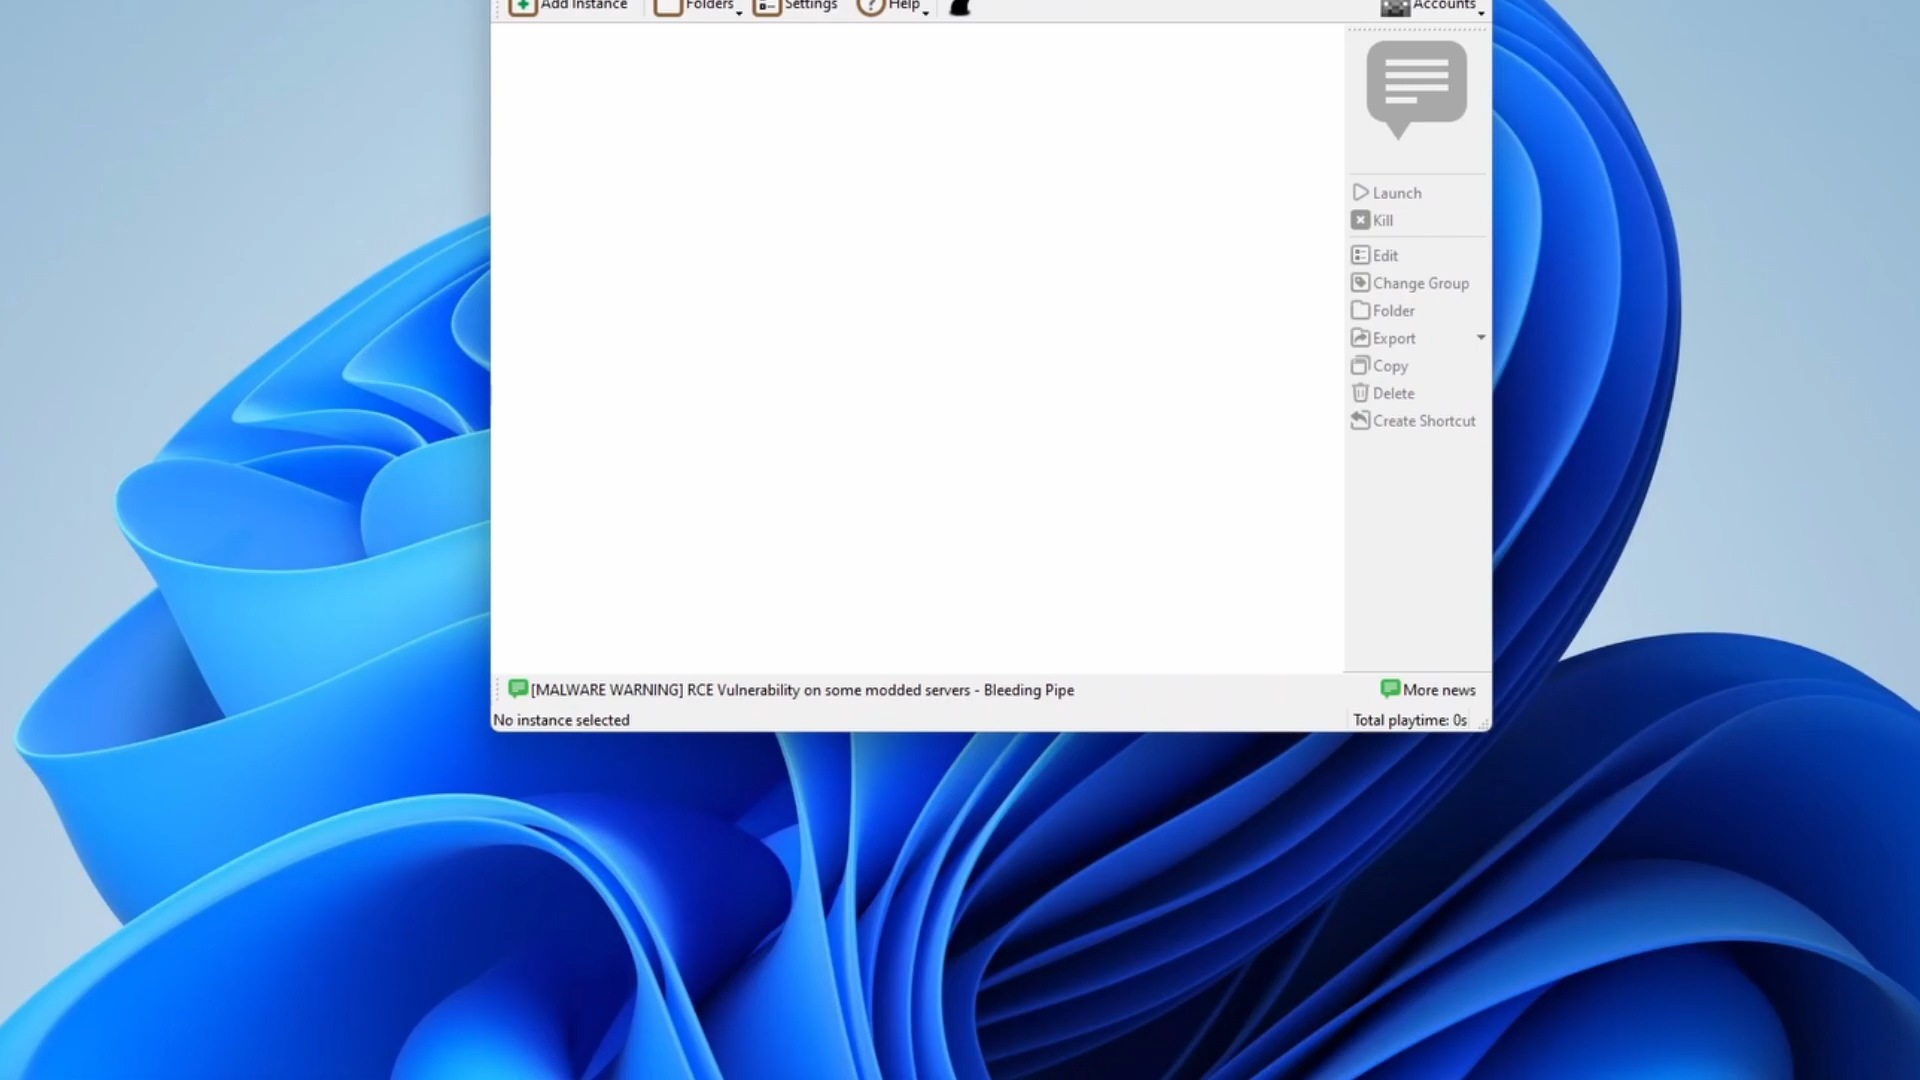 Add Instance Folders Settings Help Accounts
Launch
Kill
Edit
Change Group
Folder
Export
Copy
Delete
Create Shortcut
[MALWARE WARNING] RCE Vulnerability on some modded servers - Bleeding Pipe More news
No instance selected Total playtime: 0s